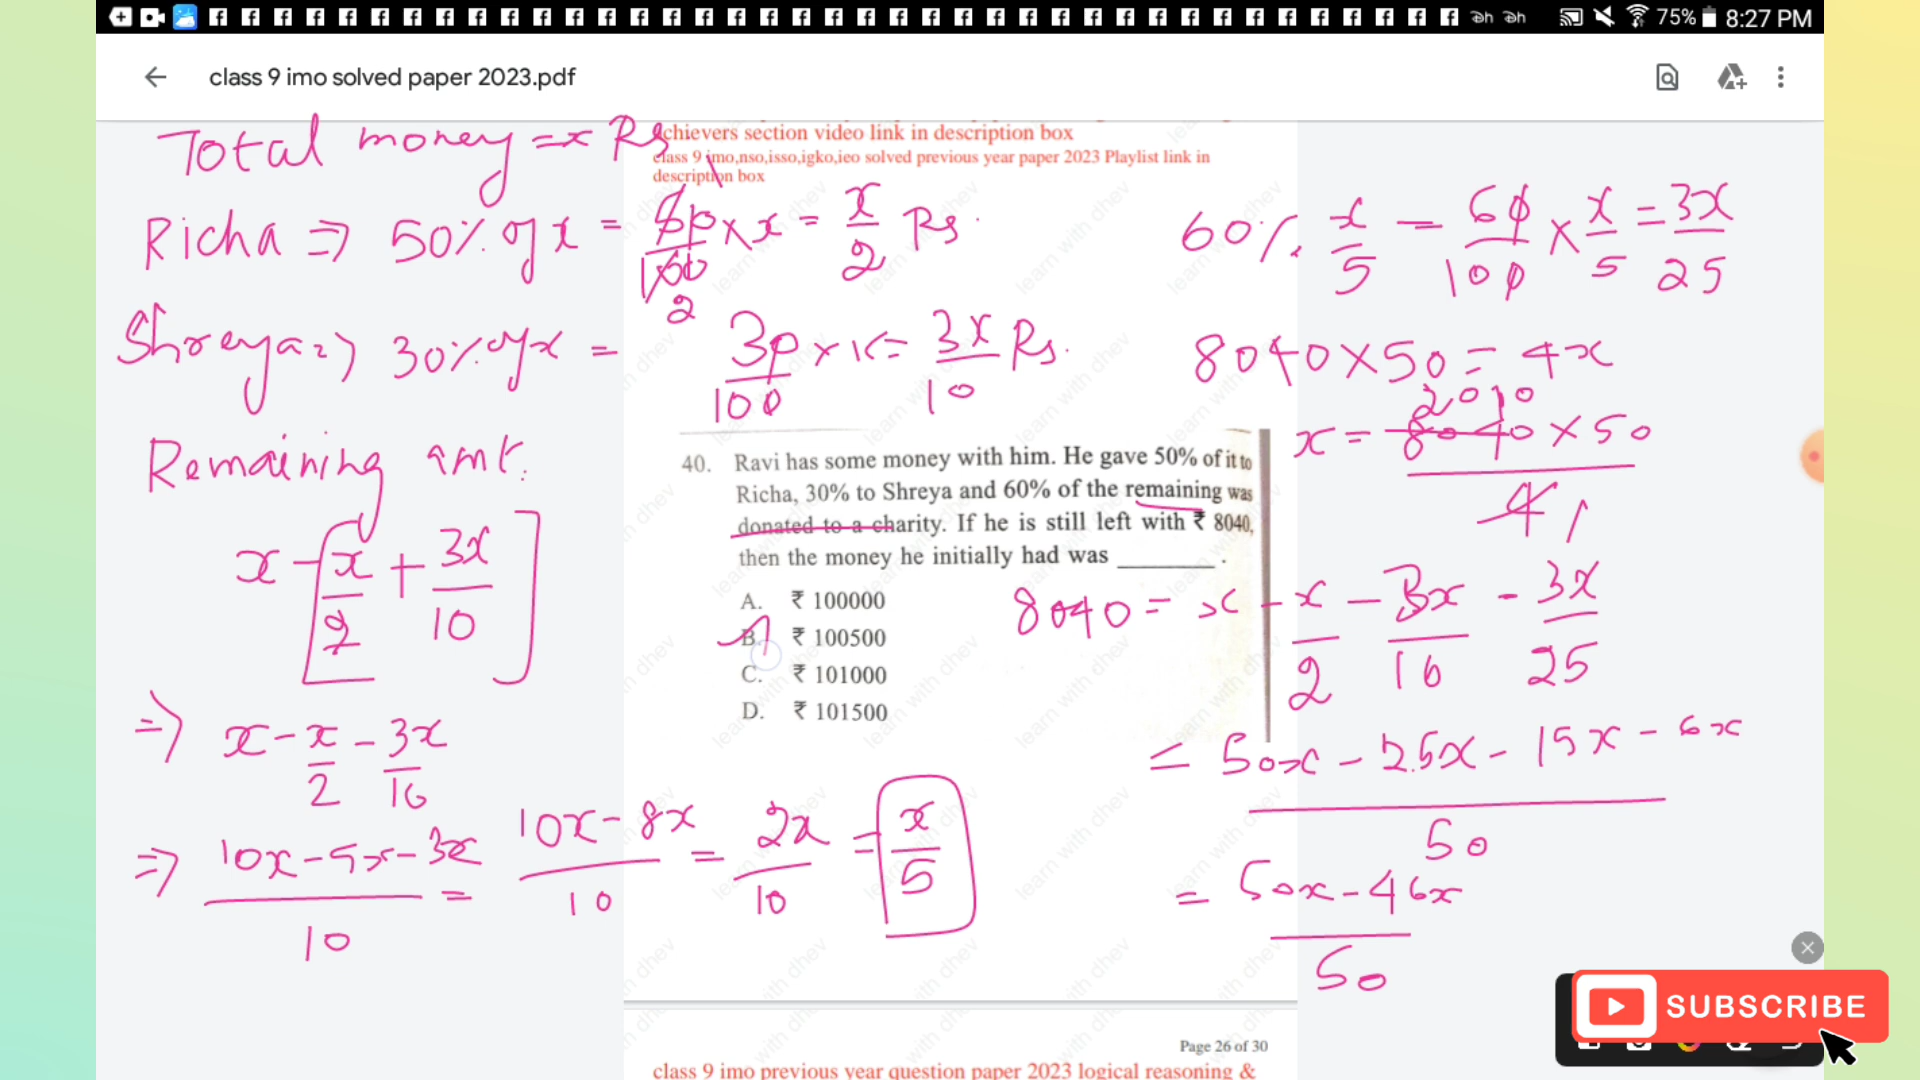 75% 8:27 PM
class 9 imo solved paper 2023.pdf
chievers section video link in description box
class 9 imo,nso,isso,igko,ieo solved previous year paper 2023 Playlist link in
description box
Total money = x Rs
Richa ⇒ 50% of x = 50/100 × x = x/2 Rs.
Shreya ⇒ 30% of x = 30/100 × x = 3x/10 Rs.
Remaining amt.
x - [x/2 + 3x/10]
⇒ x - x/2 - 3x/10
⇒ 10x - 5x - 3x/10 = 10x - 8x/10 = 2x/10 = x/5
60% x/5 = 60/100 × x/5 = 3x/25
8040 × 50 = 4x
2010
x = 8040 × 50/4 1
40. Ravi has some money with him. He gave 50% of it to
Richa, 30% to Shreya and 60% of the remaining was
donated to a charity. If he is still left with ₹ 8040,
then the money he initially had was ________ .
A. ₹ 100000
B. ₹ 100500
C. ₹ 101000
D. ₹ 101500
8040 = x - x/2 - 3x/10 - 3x/25
= 50x - 25x - 15x - 6x/50
= 50x - 46x/50
Page 26 of 30
class 9 imo previous year question paper 2023 logical reasoning &
SUBSCRIBE
learn with dhev